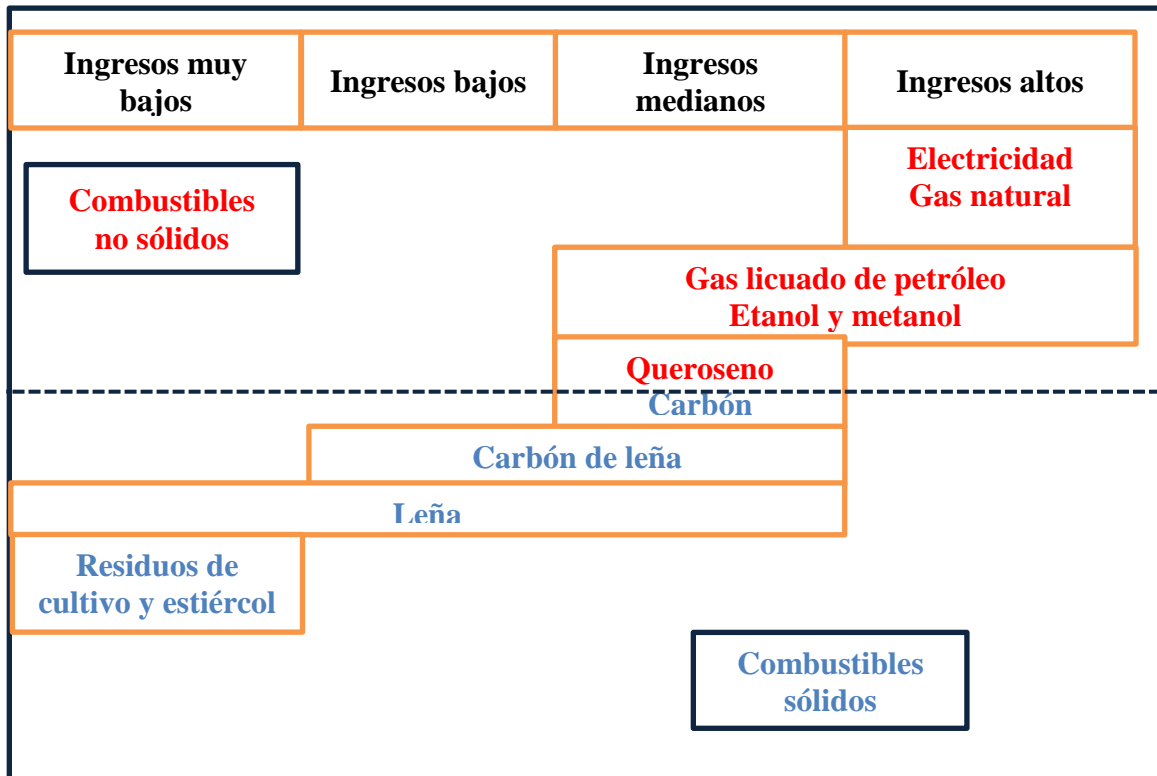 Ingresos muy
bajos
Ingresos bajos
Ingresos
medianos
Ingresos altos
Combustibles
no sólidos
Electricidad
Gas natural
Gas licuado de petróleo
Etanol y metanol
Queroseno
Carbón
Carbón de leña
Leña
Residuos de
cultivo y estiércol
Combustibles
sólidos